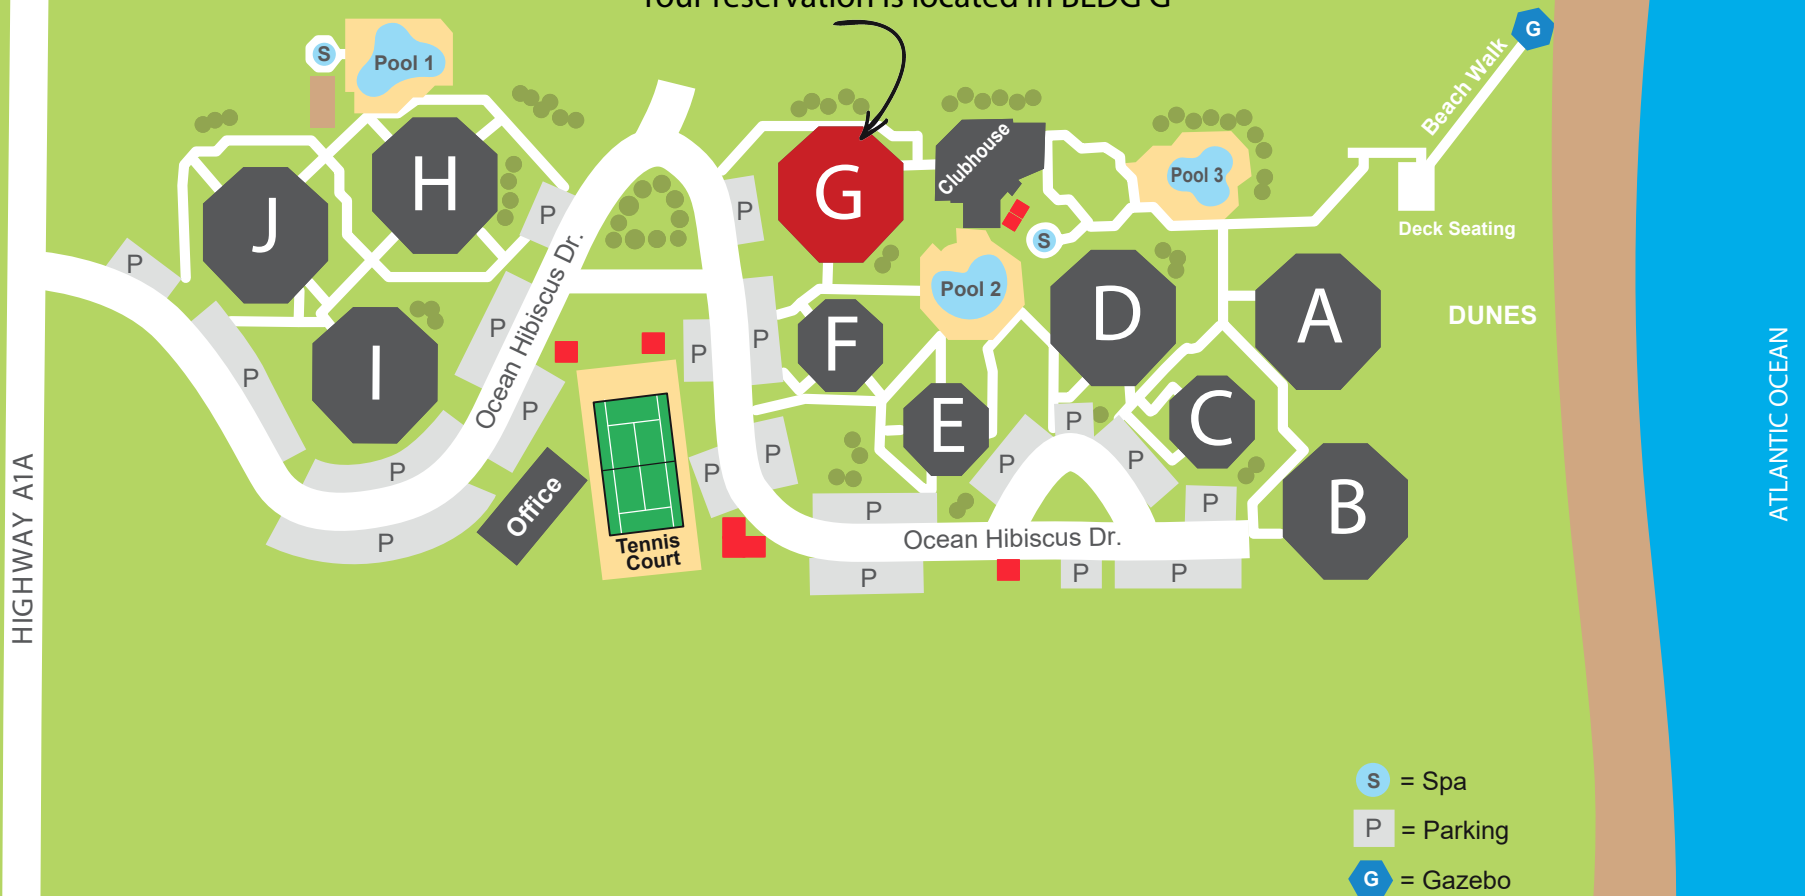 Your reservation is located in BLDG G
G
Beach Walk
S
Pool 1
H
J
P
P
P
G
Clubhouse
Pool 3
S
Deck Seating
Pool 2
D
A
DUNES
F
P
P
P
P
I
Ocean Hibiscus Dr.
P
P
E
P
C
P
P
P
P
P
P
P
Office
Tennis
Court
B
Ocean Hibiscus Dr.
P
P
P
P
HIGHWAY A1A
ATLANTIC OCEAN
S = Spa
P = Parking
G = Gazebo